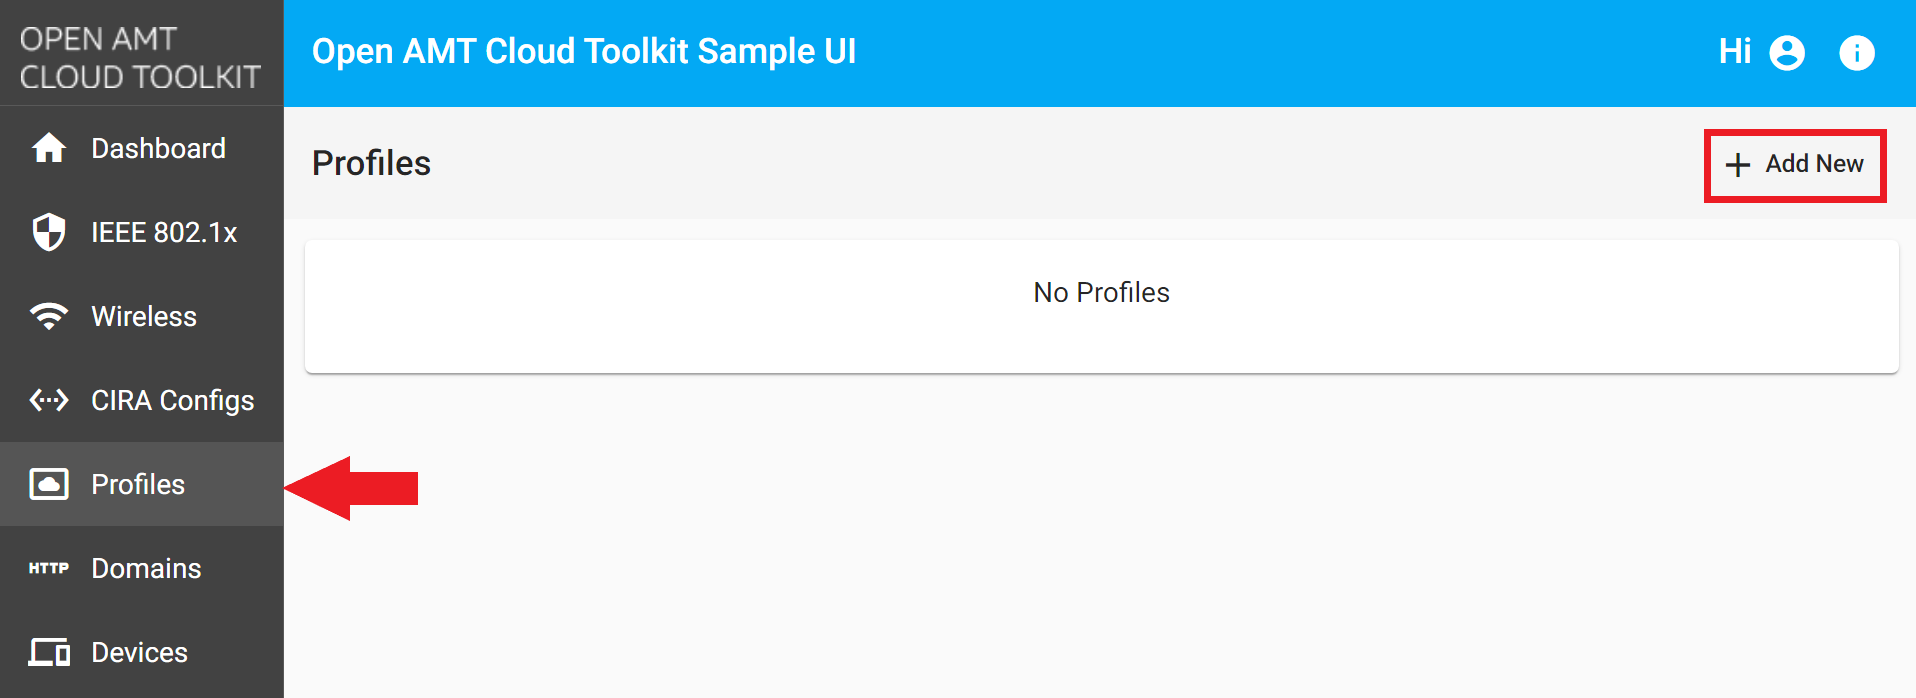 OPEN AMT
CLOUD TOOLKIT
Open AMT Cloud Toolkit Sample UI
Hi
Dashboard
IEEE 802.1x
Wireless
CIRA Configs
Profiles
HTTP Domains
Devices
Profiles
Add New
No Profiles